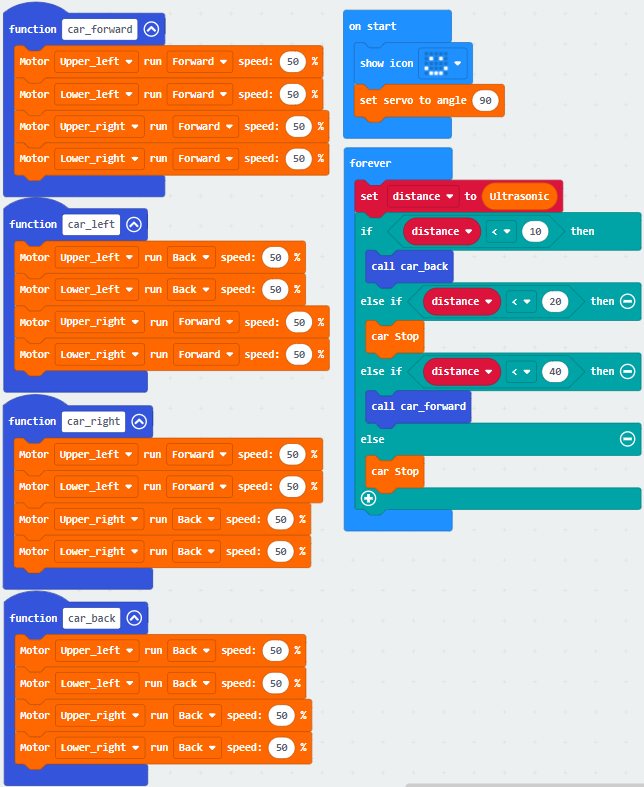 function car_forward
Motor Upper_left run Forward speed: 50 %
Motor Lower_left run Forward speed: 50 %
Motor Upper_right run Forward speed: 50 %
Motor Lower_right run Forward speed: 50 %
function car_left
Motor Upper_left run Back speed: 50 %
Motor Lower_left run Back speed: 50 %
Motor Upper_right run Forward speed: 50 %
Motor Lower_right run Forward speed: 50 %
function car_right
Motor Upper_left run Forward speed: 50 %
Motor Lower_left run Forward speed: 50 %
Motor Upper_right run Back speed: 50 %
Motor Lower_right run Back speed: 50 %
function car_back
Motor Upper_left run Back speed: 50 %
Motor Lower_left run Back speed: 50 %
Motor Upper_right run Back speed: 50 %
Motor Lower_right run Back speed: 50 %
on start
show icon
set servo to angle 90
forever
set distance to Ultrasonic
if distance < 10 then
call car_back
else if distance < 20 then
car Stop
else if distance < 40 then
call car_forward
else
car Stop